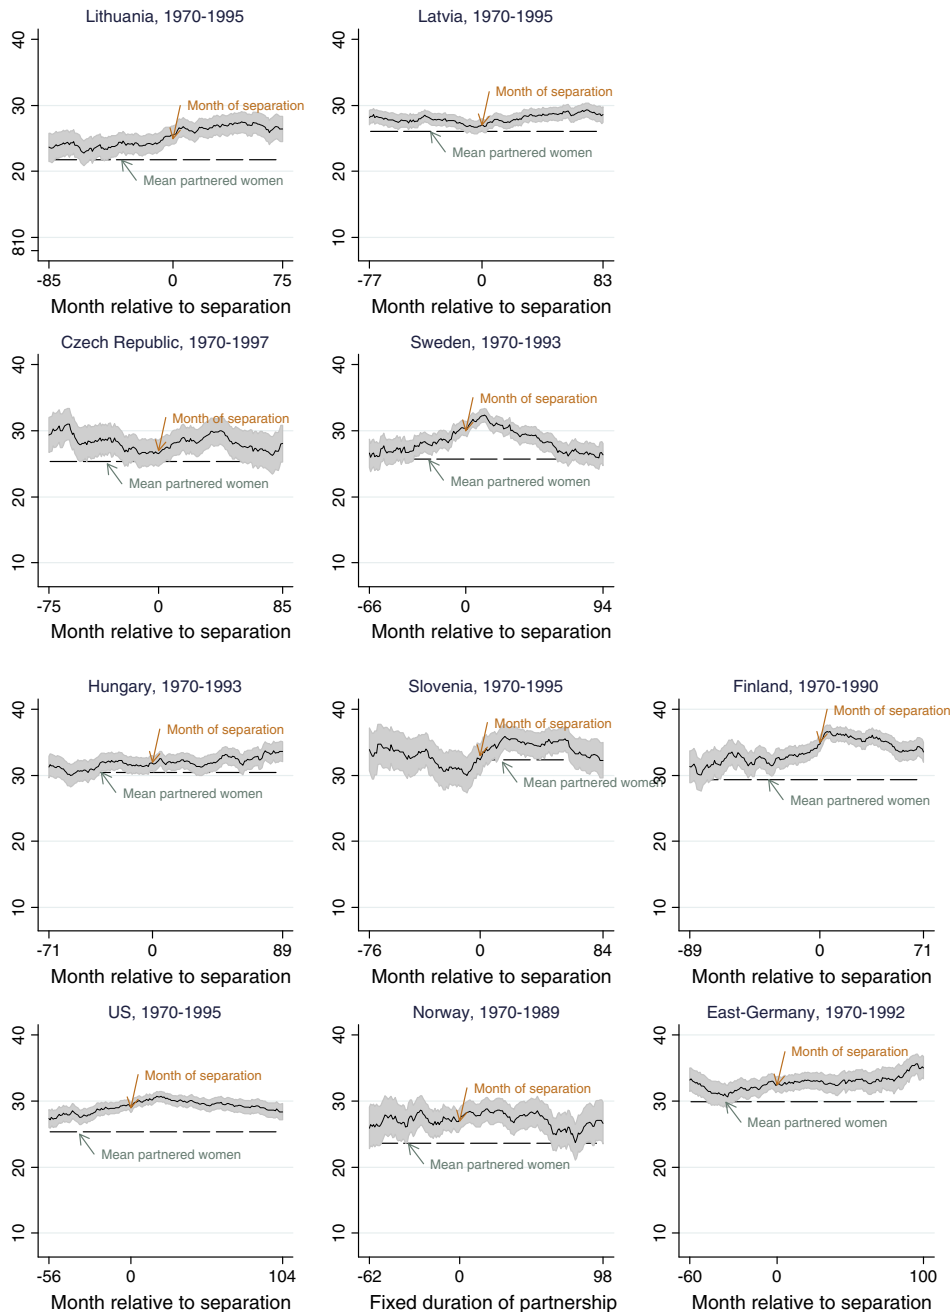 Lithuania, 1970-1995
40
30
20
810
Month of separation
Mean partnered women
-85 0 75
Month relative to separation
Latvia, 1970-1995
40
30
20
10
Month of separation
Mean partnered women
-77 0 83
Month relative to separation
Czech Republic, 1970-1997
40
30
20
10
Month of separation
Mean partnered women
-75 0 85
Month relative to separation
Sweden, 1970-1993
40
30
20
10
Month of separation
Mean partnered women
-66 0 94
Month relative to separation
Hungary, 1970-1993
40
30
20
10
Month of separation
Mean partnered women
-71 0 89
Month relative to separation
Slovenia, 1970-1995
40
30
20
10
Month of separation
Mean partnered women
-76 0 84
Month relative to separation
Finland, 1970-1990
40
30
20
10
Month of separation
Mean partnered women
-89 0 71
Month relative to separation
US, 1970-1995
40
30
20
10
Month of separation
Mean partnered women
-56 0 104
Month relative to separation
Norway, 1970-1989
40
30
20
10
Month of separation
Mean partnered women
-62 0 98
Fixed duration of partnership
East-Germany, 1970-1992
40
30
20
10
Month of separation
Mean partnered women
-60 0 100
Month relative to separation